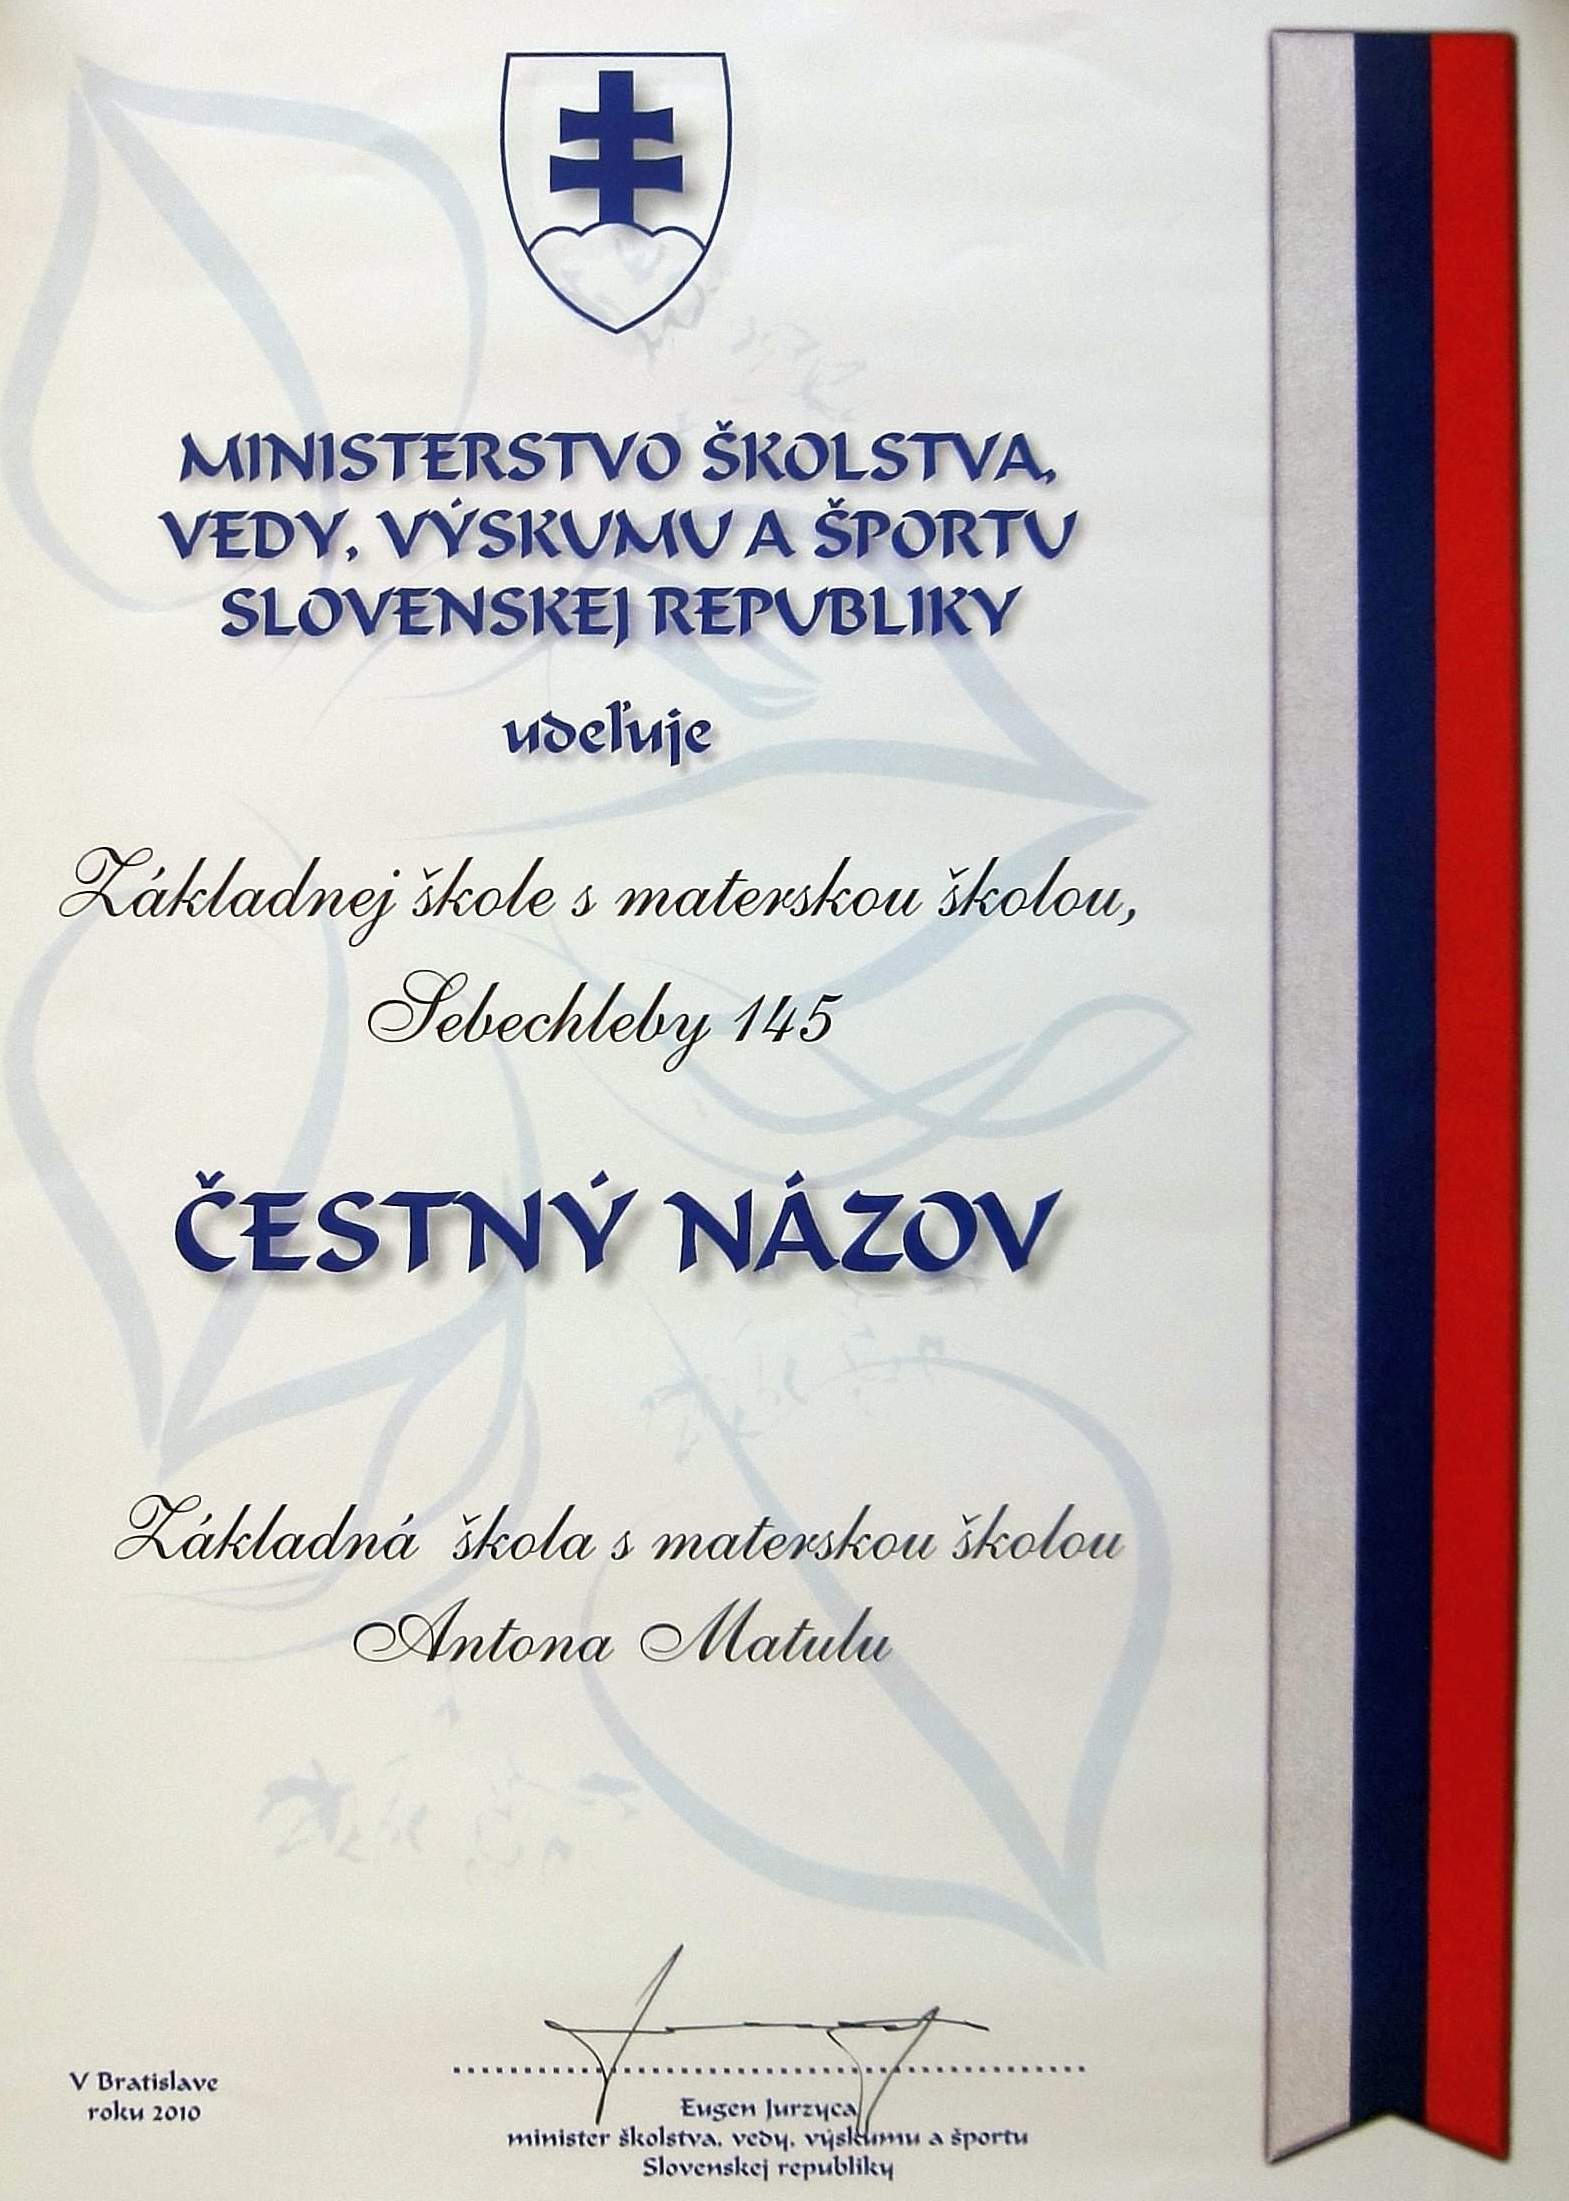 MINISTERSTVO ŠKOLSTVA,
VEDY, VÝSKUMU A ŠPORTU
SLOVENSKEJ REPUBLIKY
udeľuje
Základnej škole s materskou školou,
Sebechleby 145
ČESTNÝ NÁZOV
Základná škola s materskou školou
Antona Matulu
V Bratislave
roku 2010
Eugen Jurzyca
minister školstva, vedy, výskumu a športu
Slovenskej republiky